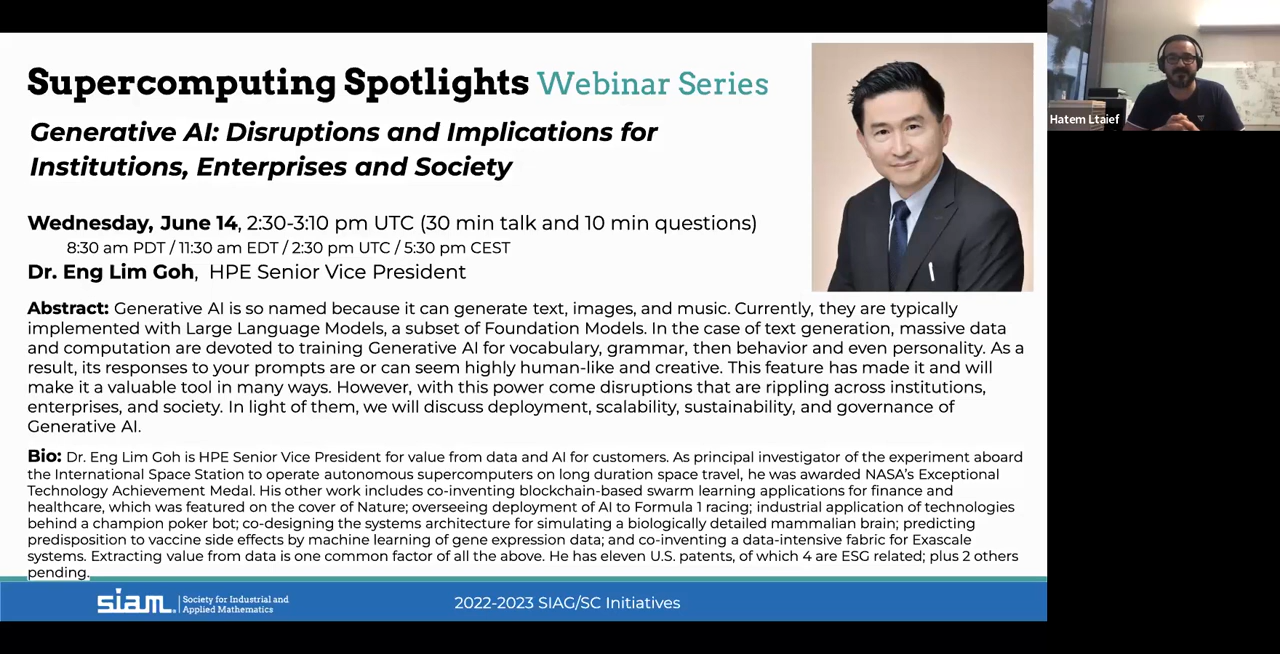 Supercomputing Spotlights Webinar Series
Generative AI: Disruptions and Implications for
Institutions, Enterprises and Society
Wednesday, June 14, 2:30-3:10 pm UTC (30 min talk and 10 min questions)
8:30 am PDT / 11:30 am EDT / 2:30 pm UTC / 5:30 pm CEST
Dr. Eng Lim Goh, HPE Senior Vice President
Abstract: Generative AI is so named because it can generate text, images, and music. Currently, they are typically
implemented with Large Language Models, a subset of Foundation Models. In the case of text generation, massive data
and computation are devoted to training Generative AI for vocabulary, grammar, then behavior and even personality. As a
result, its responses to your prompts are or can seem highly human-like and creative. This feature has made it and will
make it a valuable tool in many ways. However, with this power come disruptions that are rippling across institutions,
enterprises, and society. In light of them, we will discuss deployment, scalability, sustainability, and governance of
Generative AI.
Bio: Dr. Eng Lim Goh is HPE Senior Vice President for value from data and AI for customers. As principal investigator of the experiment aboard
the International Space Station to operate autonomous supercomputers on long duration space travel, he was awarded NASA's Exceptional
Technology Achievement Medal. His other work includes co-inventing blockchain-based swarm learning applications for finance and
healthcare, which was featured on the cover of Nature; overseeing deployment of AI to Formula 1 racing; industrial application of technologies
behind a champion poker bot; co-designing the systems architecture for simulating a biologically detailed mammalian brain; predicting
predisposition to vaccine side effects by machine learning of gene expression data; and co-inventing a data-intensive fabric for Exascale
systems. Extracting value from data is one common factor of all the above. He has eleven U.S. patents, of which 4 are ESG related; plus 2 others
pending.
siam. Society for Industrial and
Applied Mathematics
2022-2023 SIAG/SC Initiatives
Hatem Ltaief